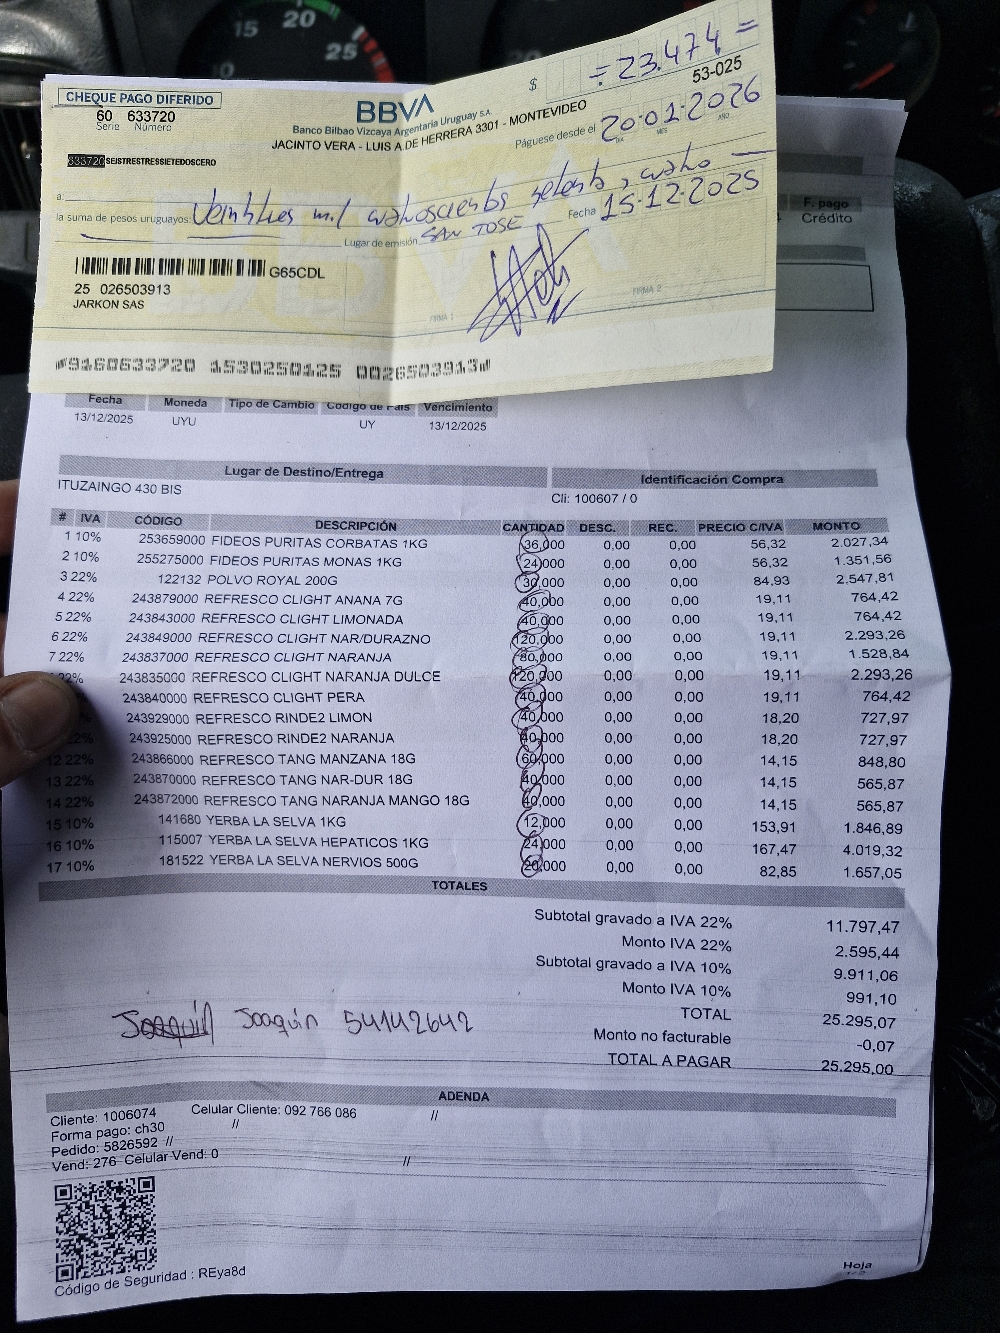 15 20 25
CHEQUE PAGO DIFERIDO
60 633720
Serie Número
BBVA
Banco Bilbao Vizcaya Argentaria Uruguay S.A.
JACINTO VERA - LUIS A.DE HERRERA 3301 - MONTEVIDEO
$ 23.474 =
53-025
Páguese desde el 20-01-2026
DIA MES AÑO
633720 SEISTRESTRESSIETEDOSCERO
a:
la suma de pesos uruguayos: Veintitres mil cuatrocientos setenta y cuatro
Lugar de emisión SAN JOSE Fecha 15-12-2025
G65CDL
25 026503913
JARKON SAS
FIRMA 1 FIRMA 2
9160633720 1530250125 0026503913
F. pago
Crédito
Fecha Moneda Tipo de Cambio Código de País Vencimiento
13/12/2025 UYU UY 13/12/2025
Lugar de Destino/Entrega Identificación Compra
ITUZAINGO 430 BIS Cli: 100607 / 0
# IVA CÓDIGO DESCRIPCIÓN CANTIDAD DESC. REC. PRECIO C/IVA MONTO
1 10% 253659000 FIDEOS PURITAS CORBATAS 1KG 36,000 0,00 0,00 56,32 2.027,34
2 10% 255275000 FIDEOS PURITAS MONAS 1KG 24,000 0,00 0,00 56,32 1.351,56
3 22% 122132 POLVO ROYAL 200G 30,000 0,00 0,00 84,93 2.547,81
4 22% 243879000 REFRESCO CLIGHT ANANA 7G 40,000 0,00 0,00 19,11 764,42
5 22% 243843000 REFRESCO CLIGHT LIMONADA 40,000 0,00 0,00 19,11 764,42
6 22% 243849000 REFRESCO CLIGHT NAR/DURAZNO 120,000 0,00 0,00 19,11 2.293,26
7 22% 243837000 REFRESCO CLIGHT NARANJA 80,000 0,00 0,00 19,11 1.528,84
22% 243835000 REFRESCO CLIGHT NARANJA DULCE 120,000 0,00 0,00 19,11 2.293,26
243840000 REFRESCO CLIGHT PERA 40,000 0,00 0,00 19,11 764,42
243929000 REFRESCO RINDE2 LIMON 40,000 0,00 0,00 18,20 727,97
22% 243925000 REFRESCO RINDE2 NARANJA 40,000 0,00 0,00 18,20 727,97
12 22% 243866000 REFRESCO TANG MANZANA 18G 60,000 0,00 0,00 14,15 848,80
13 22% 243870000 REFRESCO TANG NAR-DUR 18G 40,000 0,00 0,00 14,15 565,87
14 22% 243872000 REFRESCO TANG NARANJA MANGO 18G 40,000 0,00 0,00 14,15 565,87
15 10% 141680 YERBA LA SELVA 1KG 12,000 0,00 0,00 153,91 1.846,89
16 10% 115007 YERBA LA SELVA HEPATICOS 1KG 24,000 0,00 0,00 167,47 4.019,32
17 10% 181522 YERBA LA SELVA NERVIOS 500G 20,000 0,00 0,00 82,85 1.657,05
TOTALES
Subtotal gravado a IVA 22% 11.797,47
Monto IVA 22% 2.595,44
Subtotal gravado a IVA 10% 9.911,06
Monto IVA 10% 991,10
TOTAL 25.295,07
Monto no facturable -0,07
TOTAL A PAGAR 25.295,00
Joaquín Joaquín 54142642
ADENDA
Cliente: 1006074 Celular Cliente: 092 766 086 //
Forma pago: ch30 //
Pedido: 5826592 //
Vend: 276 Celular Vend: 0 //
Código de Seguridad : REya8d
Hoja